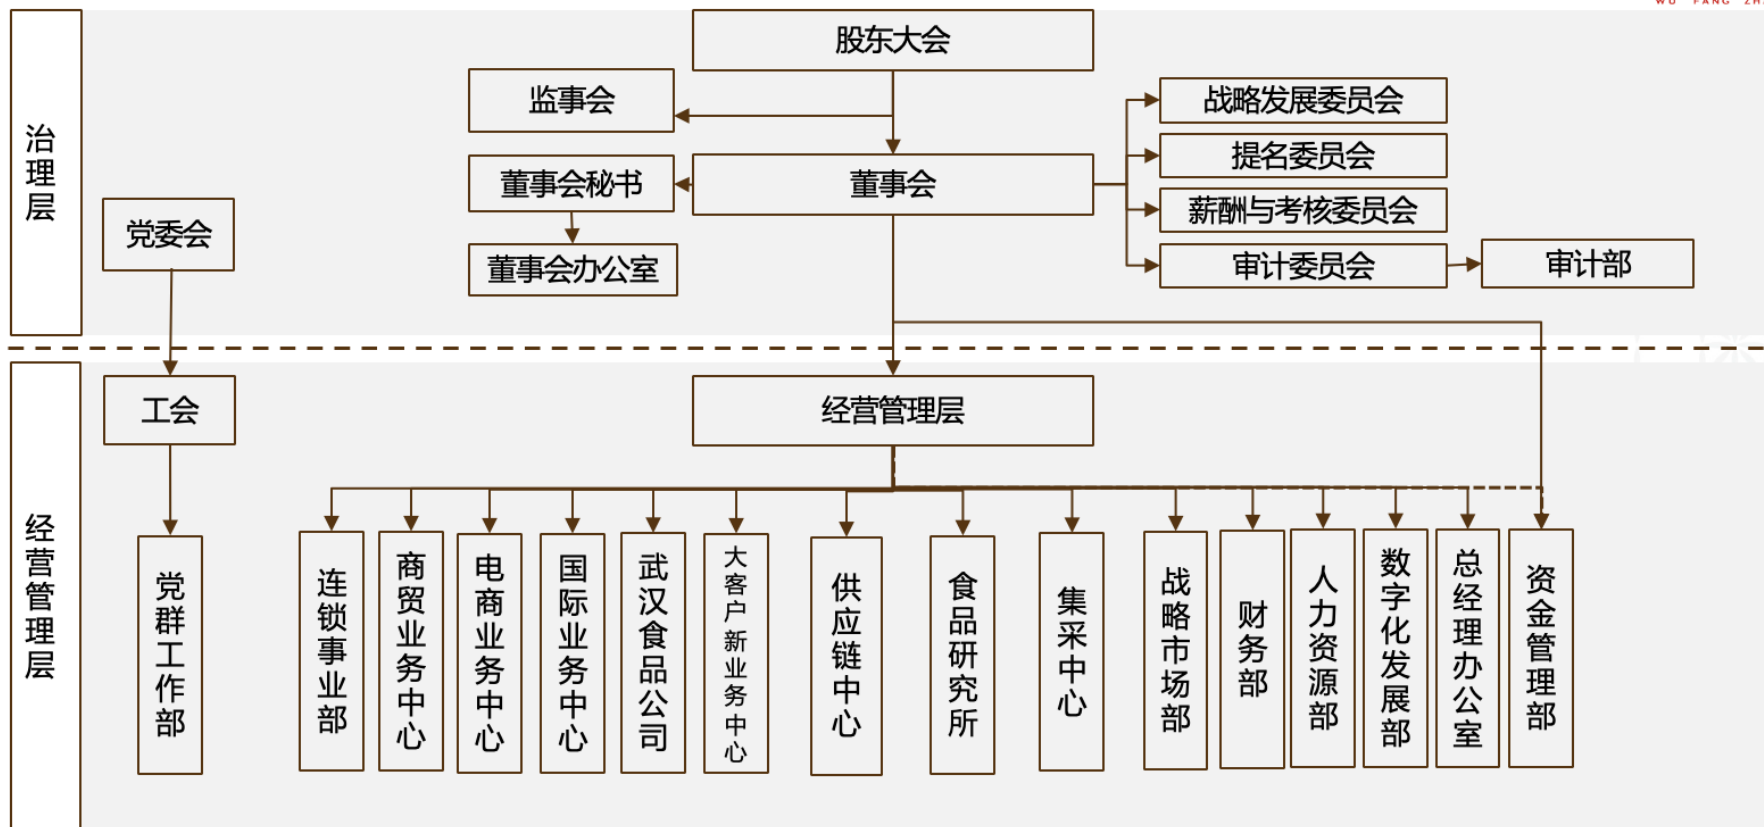 WU FANG ZH
股东大会
监事会
战略发展委员会
治理层
提名委员会
董事会秘书
董事会
薪酬与考核委员会
党委会
董事会办公室
审计委员会
审计部
工会
经营管理层
经营管理层
党群工作部
连锁事业部
商贸业务中心
电商业务中心
国际业务中心
武汉食品公司
大客户新业务中心
供应链中心
食品研究所
集采中心
战略市场部
财务部
人力资源部
数字化发展部
总经理办公室
资金管理部